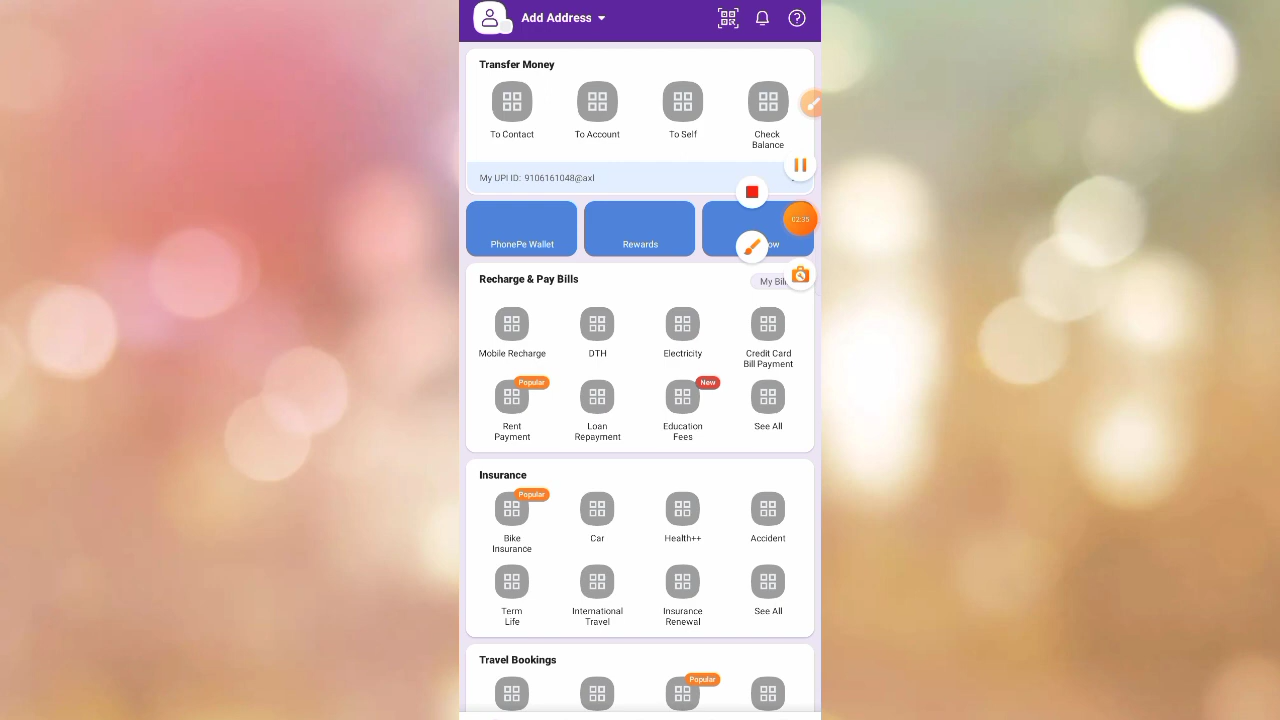 Add Address
Transfer Money
To Contact
To Account
To Self
Check
Balance
My UPI ID: 9106161048@axl
02:35
PhonePe Wallet
Rewards
Recharge & Pay Bills
My
Mobile Recharge
DTH
Electricity
Credit Card
Bill Payment
Popular
New
Rent
Payment
Loan
Repayment
Education
Fees
See All
Insurance
Popular
Bike
Insurance
Car
Health++
Accident
Term
Life
International
Travel
Insurance
Renewal
See All
Travel Bookings
Popular